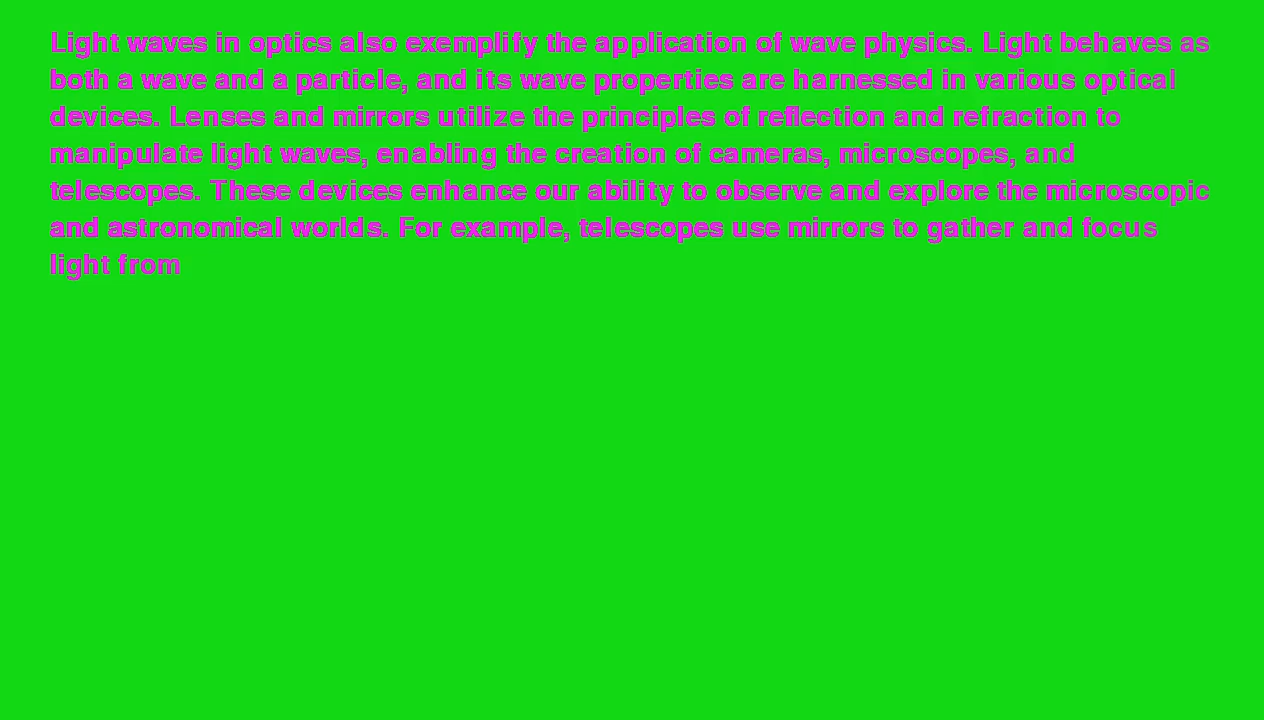 Light waves in optics also exemplify the application of wave physics. Light behaves as
both a wave and a particle, and its wave properties are harnessed in various optical
devices. Lenses and mirrors utilize the principles of reflection and refraction to
manipulate light waves, enabling the creation of cameras, microscopes, and
telescopes. These devices enhance our ability to observe and explore the microscopic
and astronomical worlds. For example, telescopes use mirrors to gather and focus
light from